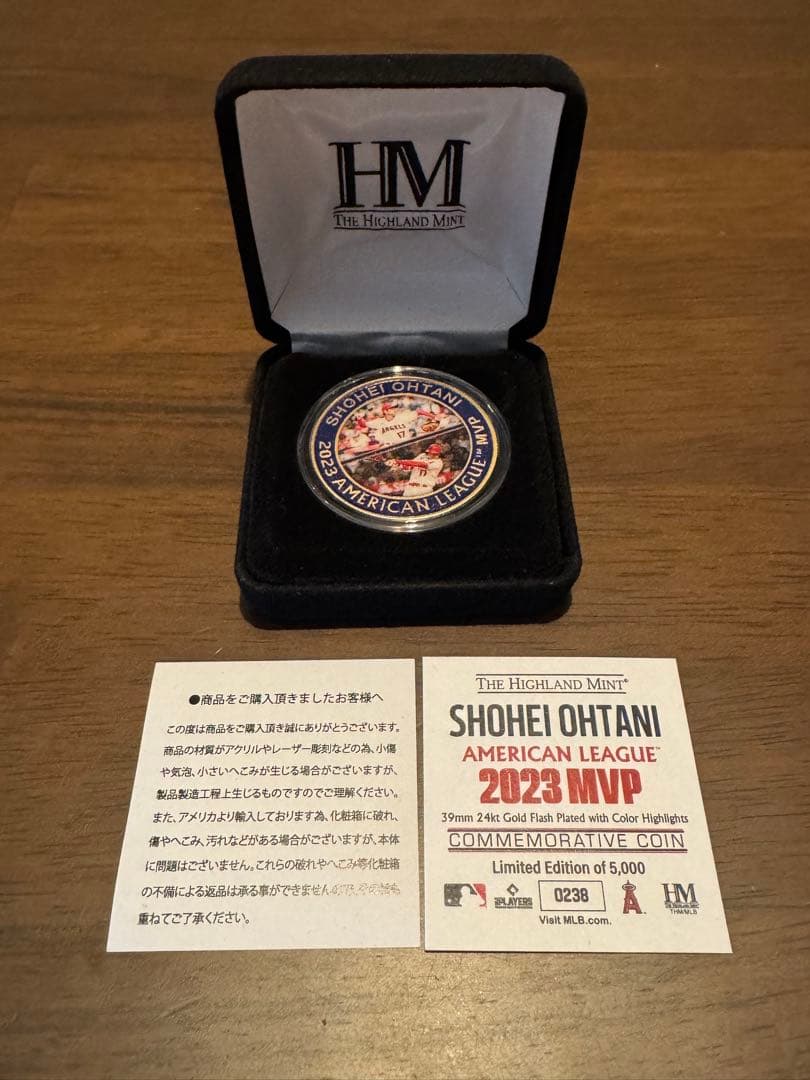 HM
THE HIGHLAND MINT
SHOHEI OHTANI
ANGELS
17
17
2023 AMERICAN LEAGUE™ MVP
●商品をご購入頂きましたお客様へ
この度は商品をご購入頂き誠にありがとうございます。
商品の材質がアクリルやレーザー彫刻などの為、小傷
や気泡、小さいへこみが生じる場合がございますが、
製品製造工程上生じるものですのでご理解ください。
また、アメリカより輸入しております為、化粧箱に破れ、
傷やへこみ、汚れなどがある場合がございますが、本体
に問題はございません。これらの破れやへこみ等化粧箱
の不備による返品は承る事ができません
重ねてご了承ください。
THE HIGHLAND MINT®
SHOHEI OHTANI
AMERICAN LEAGUE™
2023 MVP
39mm 24kt Gold Flash Plated with Color Highlights
COMMEMORATIVE COIN
Limited Edition of 5,000
PLAYERS
0238
A
HM
THM/MLB
Visit MLB.com.